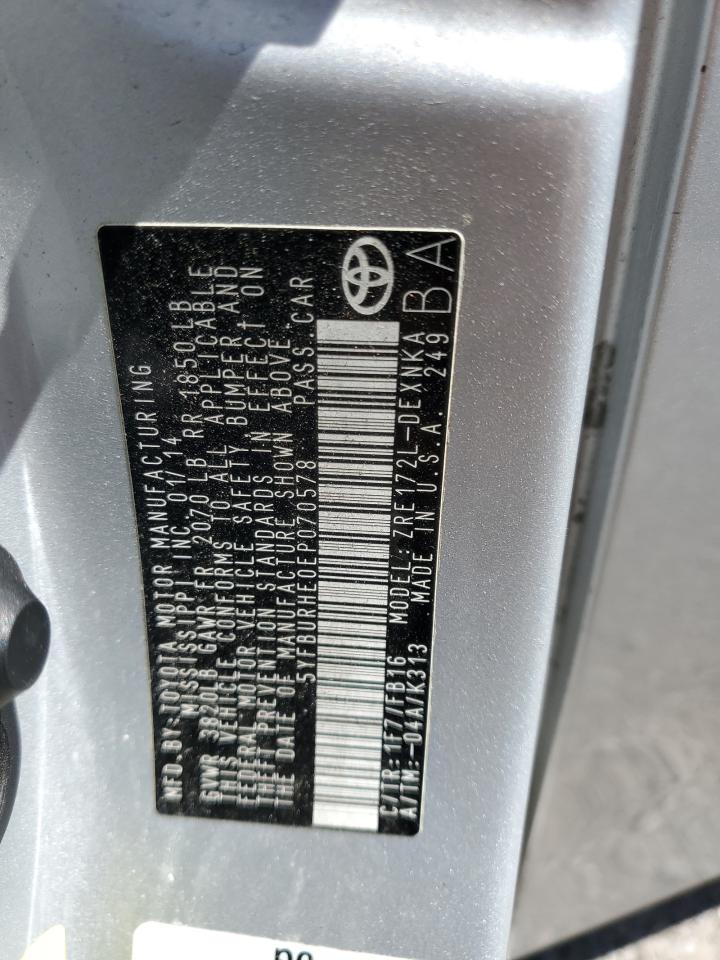 MFD.BY:TOYOTA MOTOR MANUFACTURING
MISSISSIPPI INC 01/14
GVWR 3820LB GAWR FR 2070 LB RR 1850 LB
THIS VEHICLE CONFORMS TO ALL APPLICABLE
FEDERAL MOTOR VEHICLE SAFETY, BUMPER AND
THEFT PREVENTION STANDARDS IN EFFECT ON
THE DATE OF MANUFACTURE SHOWN ABOVE
5YFBURHE0EP070578 PASS. CAR
C/TR:1F7/FB16 MODEL: ZRE172L-DEXNKA
A/TM:-04A/K313 MADE IN U.S.A. 249 BA